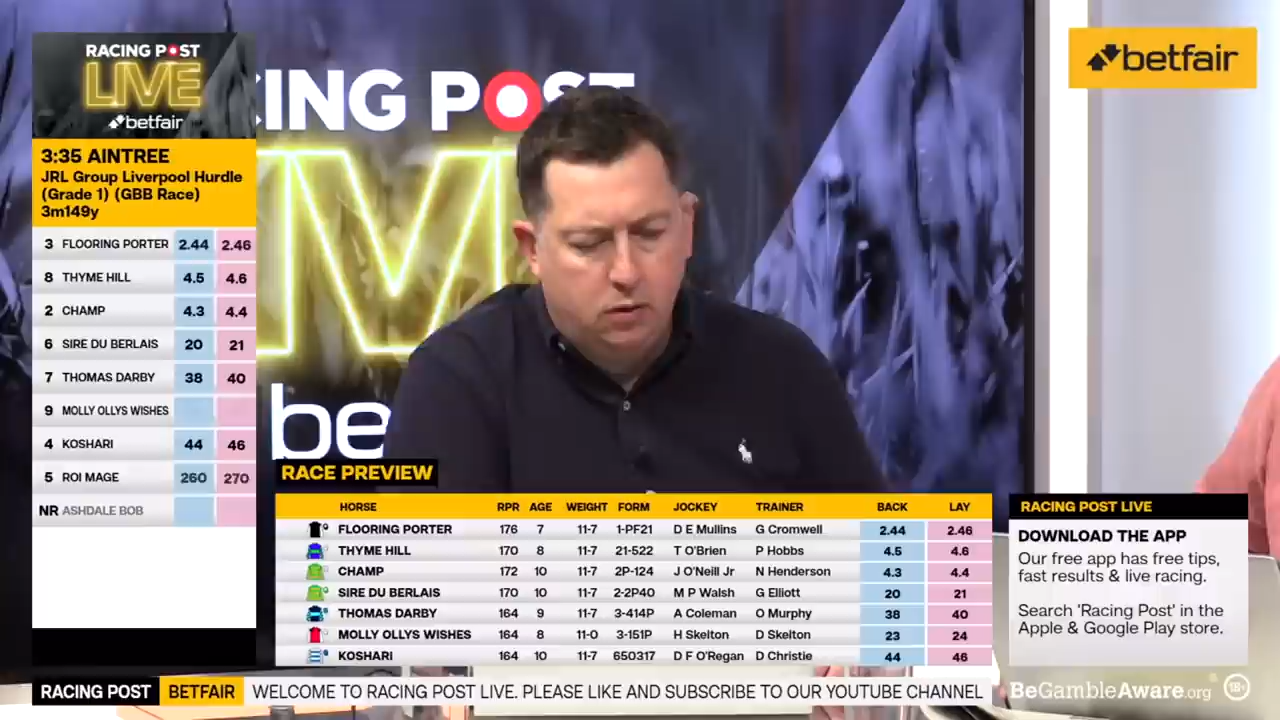 RACING POST
LIVE
betfair
3:35 AINTREE
JRL Group Liverpool Hurdle
(Grade 1) (GBB Race)
3m149y
3 FLOORING PORTER 2.44 2.46
8 THYME HILL 4.5 4.6
2 CHAMP 4.3 4.4
6 SIRE DU BERLAIS 20 21
7 THOMAS DARBY 38 40
9 MOLLY OLLYS WISHES
4 KOSHARI 44 46
5 ROI MAGE 260 270
NR ASHDALE BOB
CING POST
be
betfair
RACE PREVIEW
HORSE RPR AGE WEIGHT FORM JOCKEY TRAINER BACK LAY
FLOORING PORTER 176 7 11-7 1-PF21 D E Mullins G Cromwell 2.44 2.46
THYME HILL 170 8 11-7 21-522 T O'Brien P Hobbs 4.5 4.6
CHAMP 172 10 11-7 2P-124 J O'Neill Jr N Henderson 4.3 4.4
SIRE DU BERLAIS 170 10 11-7 2-2P40 M P Walsh G Elliott 20 21
THOMAS DARBY 164 9 11-7 3-414P A Coleman O Murphy 38 40
MOLLY OLLYS WISHES 164 8 11-0 3-151P H Skelton D Skelton 23 24
KOSHARI 164 10 11-7 650317 D F O'Regan D Christie 44 46
RACING POST LIVE
DOWNLOAD THE APP
Our free app has free tips,
fast results & live racing.
Search 'Racing Post' in the
Apple & Google Play store.
RACING POST BETFAIR WELCOME TO RACING POST LIVE. PLEASE LIKE AND SUBSCRIBE TO OUR YOUTUBE CHANNEL
BeGambleAware.org 18+